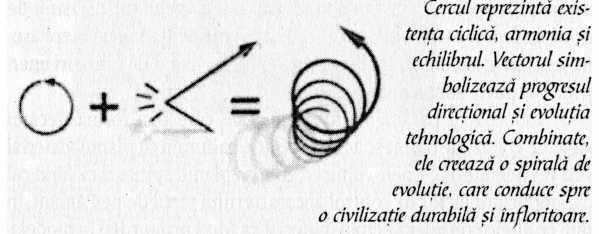 Cercul reprezintă exis-
tența ciclică, armonia și
echilibrul. Vectorul sim-
bolizează progresul
direcțional și evoluția
tehnologică. Combinate,
ele creează o spirală de
evoluție, care conduce spre
o civilizație durabilă și înfloritoare.